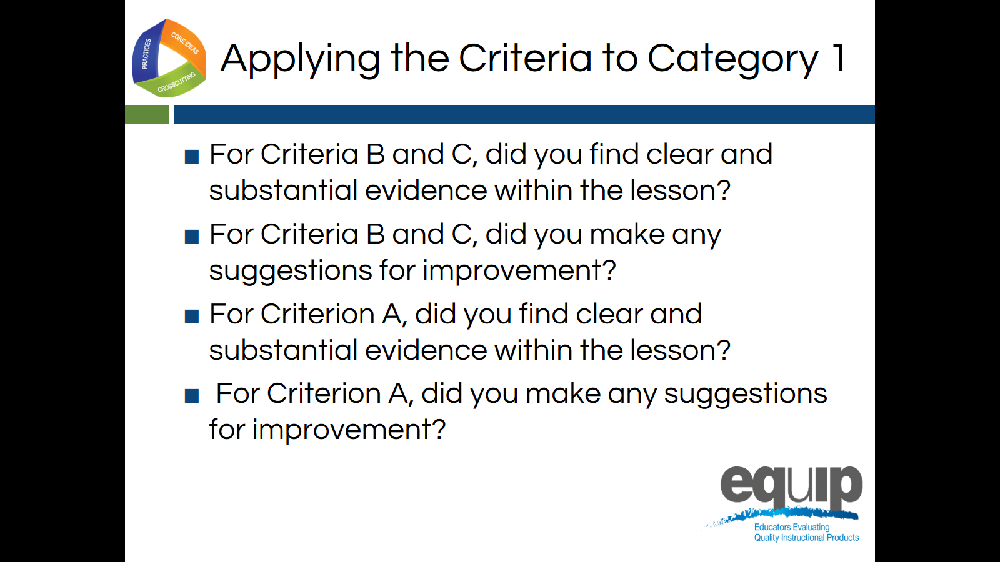 PRACTICES
CORE IDEAS
CROSSCUTTING
Applying the Criteria to Category 1
For Criteria B and C, did you find clear and
substantial evidence within the lesson?
For Criteria B and C, did you make any
suggestions for improvement?
For Criterion A, did you find clear and
substantial evidence within the lesson?
For Criterion A, did you make any suggestions
for improvement?
equip
Educators Evaluating
Quality Instructional Products